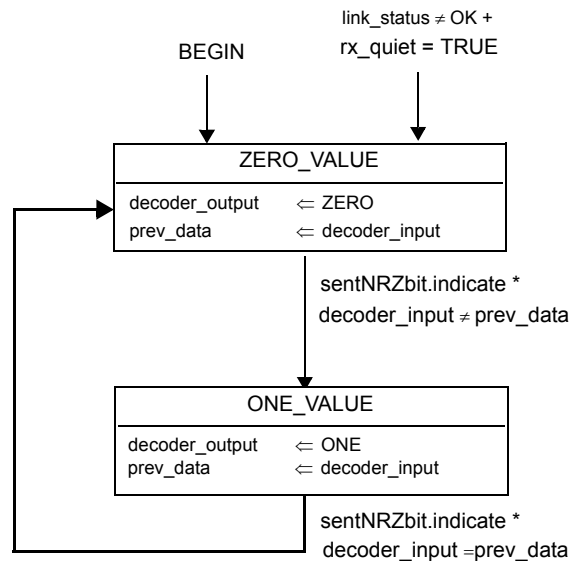 link_status ≠ OK +
rx_quiet = TRUE
BEGIN
ZERO_VALUE
decoder_output ⇐ ZERO
prev_data ⇐ decoder_input
sentNRZbit.indicate *
decoder_input ≠ prev_data
ONE_VALUE
decoder_output ⇐ ONE
prev_data ⇐ decoder_input
sentNRZbit.indicate *
decoder_input =prev_data